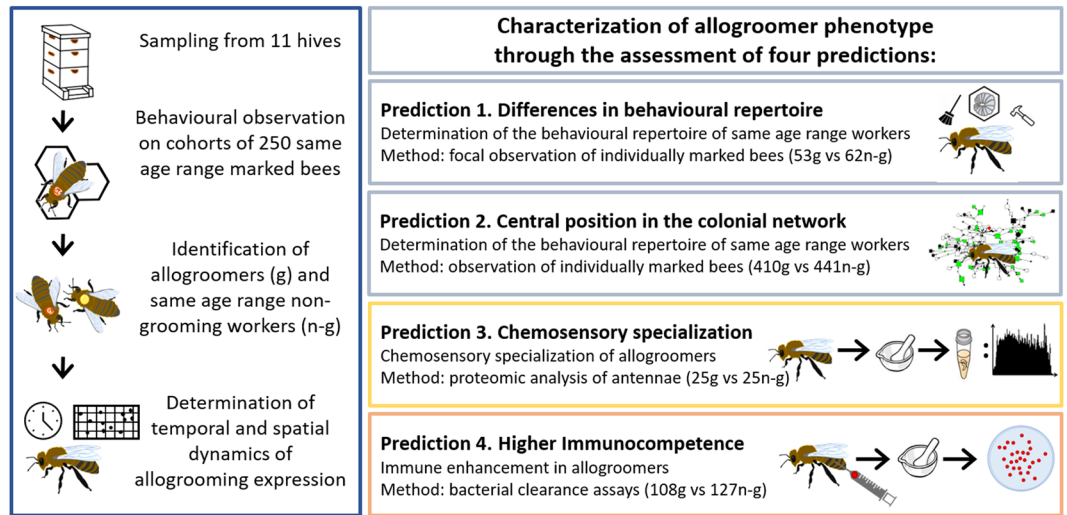 Sampling from 11 hives
Behavioural observation
on cohorts of 250 same
age range marked bees
Identification of
allogroomers (g) and
same age range non-
grooming workers (n-g)
Determination of
temporal and spatial
dynamics of
allogrooming expression
Characterization of allogroomer phenotype
through the assessment of four predictions:
Prediction 1. Differences in behavioural repertoire
Determination of the behavioural repertoire of same age range workers
Method: focal observation of individually marked bees (53g vs 62n-g)
Prediction 2. Central position in the colonial network
Determination of the behavioural repertoire of same age range workers
Method: observation of individually marked bees (410g vs 441n-g)
Prediction 3. Chemosensory specialization
Chemosensory specialization of allogroomers
Method: proteomic analysis of antennae (25g vs 25n-g)
Prediction 4. Higher Immunocompetence
Immune enhancement in allogroomers
Method: bacterial clearance assays (108g vs 127n-g)